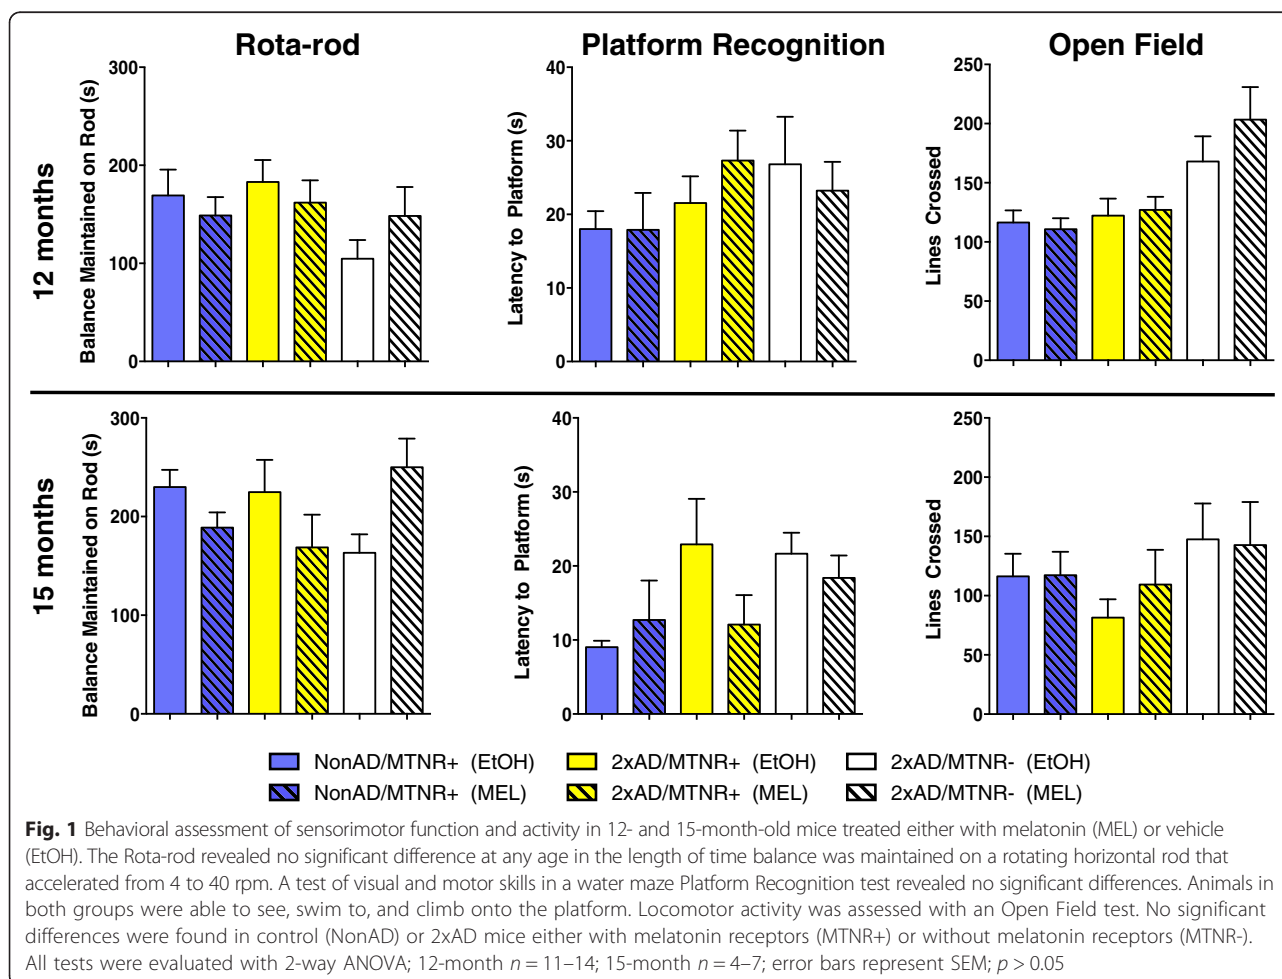 Rota-rod
Platform Recognition
Open Field
12 months
Balance Maintained on Rod (s)
300
200
100
0
Latency to Platform (s)
40
30
20
10
0
Lines Crossed
250
200
150
100
50
0
15 months
Balance Maintained on Rod (s)
300
200
100
0
Latency to Platform (s)
40
30
20
10
0
Lines Crossed
250
200
150
100
50
0
NonAD/MTNR+ (EtOH)
2xAD/MTNR+ (EtOH)
2xAD/MTNR- (EtOH)
NonAD/MTNR+ (MEL)
2xAD/MTNR+ (MEL)
2xAD/MTNR- (MEL)
Fig. 1 Behavioral assessment of sensorimotor function and activity in 12- and 15-month-old mice treated either with melatonin (MEL) or vehicle
(EtOH). The Rota-rod revealed no significant difference at any age in the length of time balance was maintained on a rotating horizontal rod that
accelerated from 4 to 40 rpm. A test of visual and motor skills in a water maze Platform Recognition test revealed no significant differences. Animals in
both groups were able to see, swim to, and climb onto the platform. Locomotor activity was assessed with an Open Field test. No significant
differences were found in control (NonAD) or 2xAD mice either with melatonin receptors (MTNR+) or without melatonin receptors (MTNR-).
All tests were evaluated with 2-way ANOVA; 12-month n = 11–14; 15-month n = 4–7; error bars represent SEM; p > 0.05